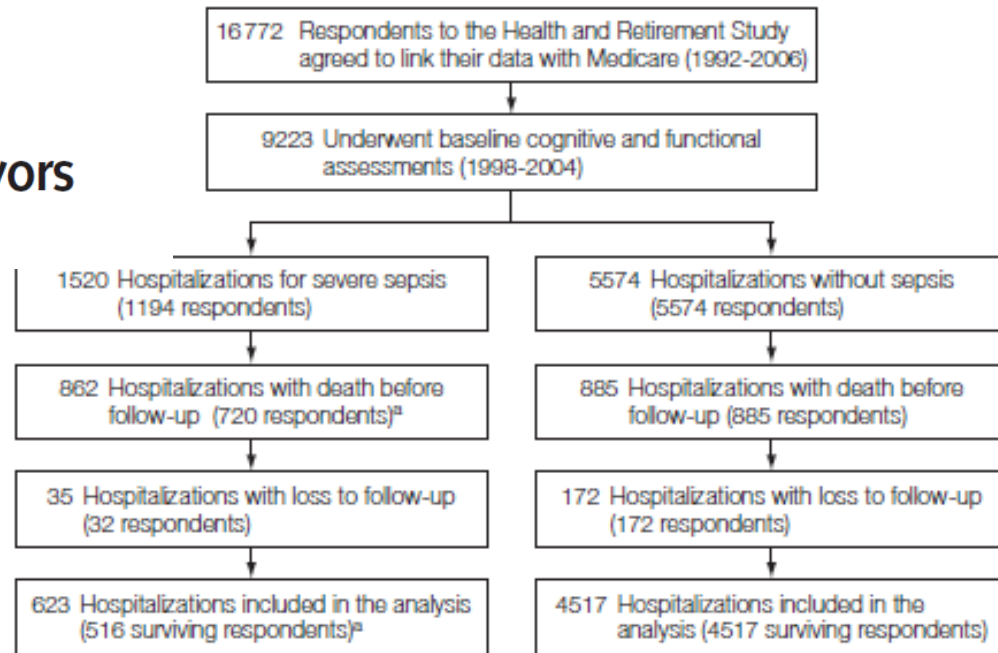 16772 Respondents to the Health and Retirement Study
agreed to link their data with Medicare (1992-2006)
9223 Underwent baseline cognitive and functional
assessments (1998-2004)
1520 Hospitalizations for severe sepsis
(1194 respondents)
5574 Hospitalizations without sepsis
(5574 respondents)
862 Hospitalizations with death before
follow-up (720 respondents)ª
885 Hospitalizations with death before
follow-up (885 respondents)
35 Hospitalizations with loss to follow-up
(32 respondents)
172 Hospitalizations with loss to follow-up
(172 respondents)
623 Hospitalizations included in the analysis
(516 surviving respondents)ª
4517 Hospitalizations included in the
analysis (4517 surviving respondents)